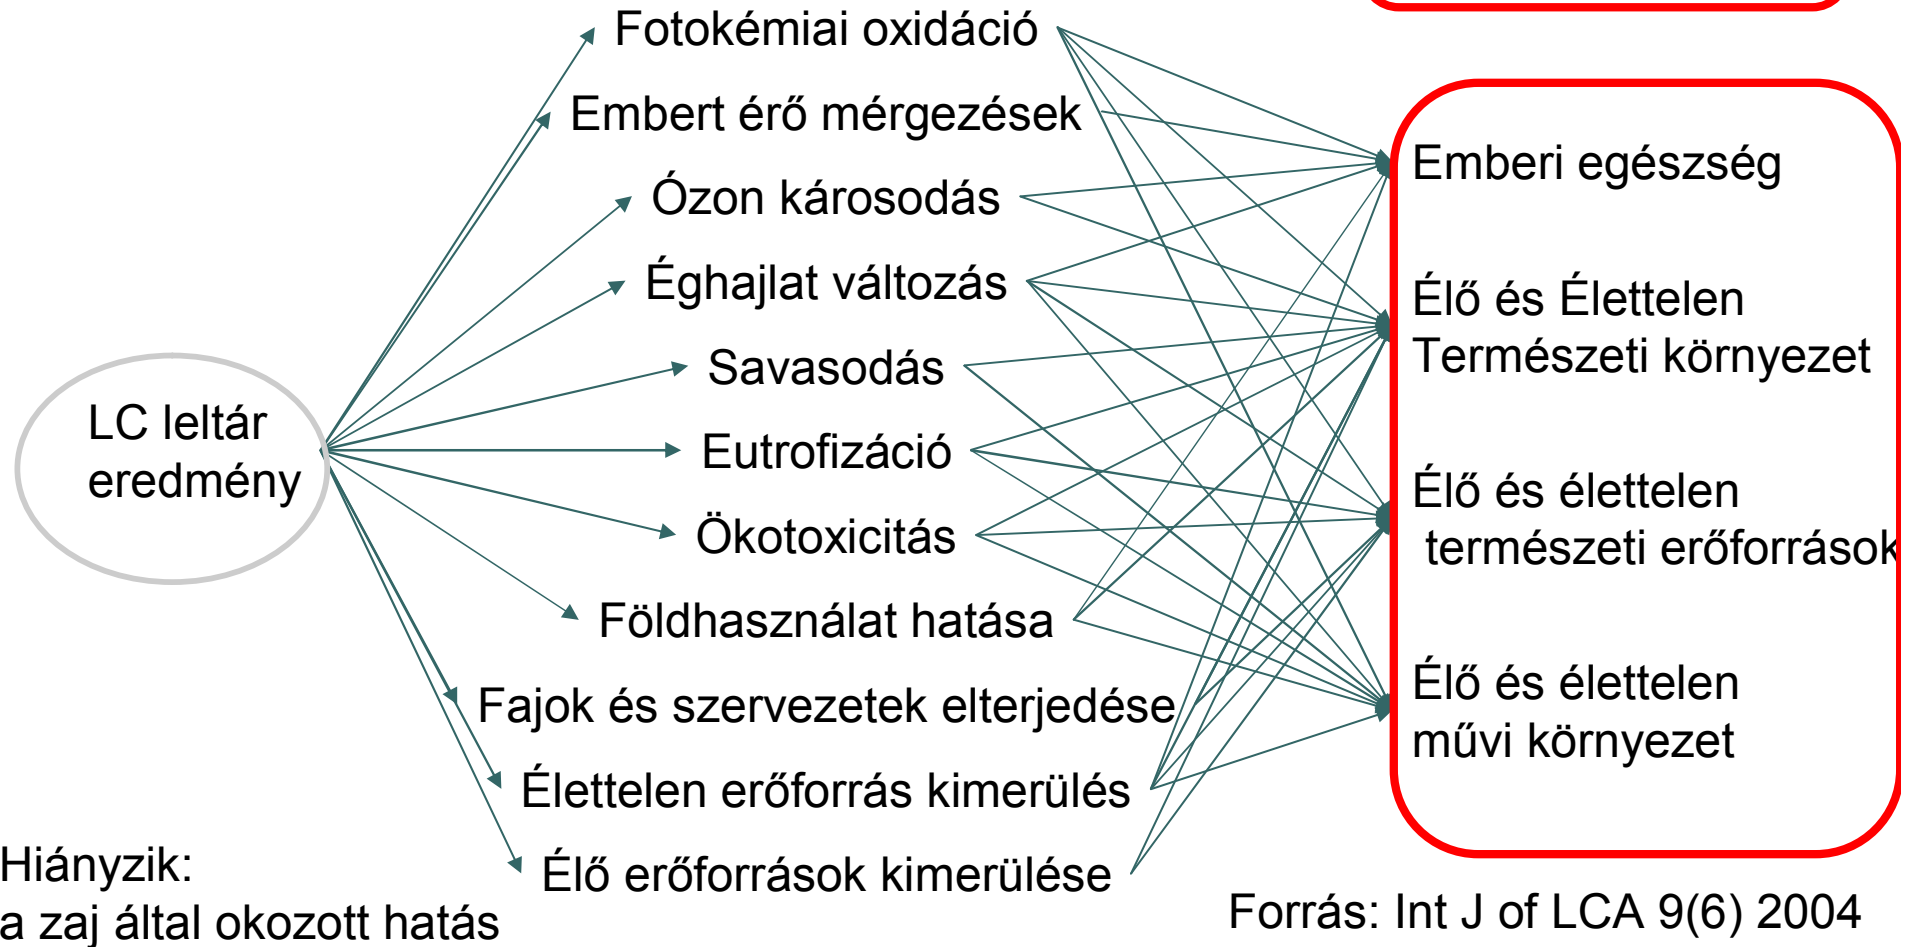 Fotokémiai oxidáció
Embert érő mérgezések
Ózon károsodás
Éghajlat változás
Savasodás
Eutrofizáció
Ökotoxicitás
Földhasználat hatása
Fajok és szervezetek elterjedése
Élettelen erőforrás kimerülés
Élő erőforrások kimerülése
LC leltár
eredmény
Emberi egészség
Élő és Élettelen
Természeti környezet
Élő és élettelen
természeti erőforrások
Élő és élettelen
művi környezet
Hiányzik:
a zaj által okozott hatás
Forrás: Int J of LCA 9(6) 2004